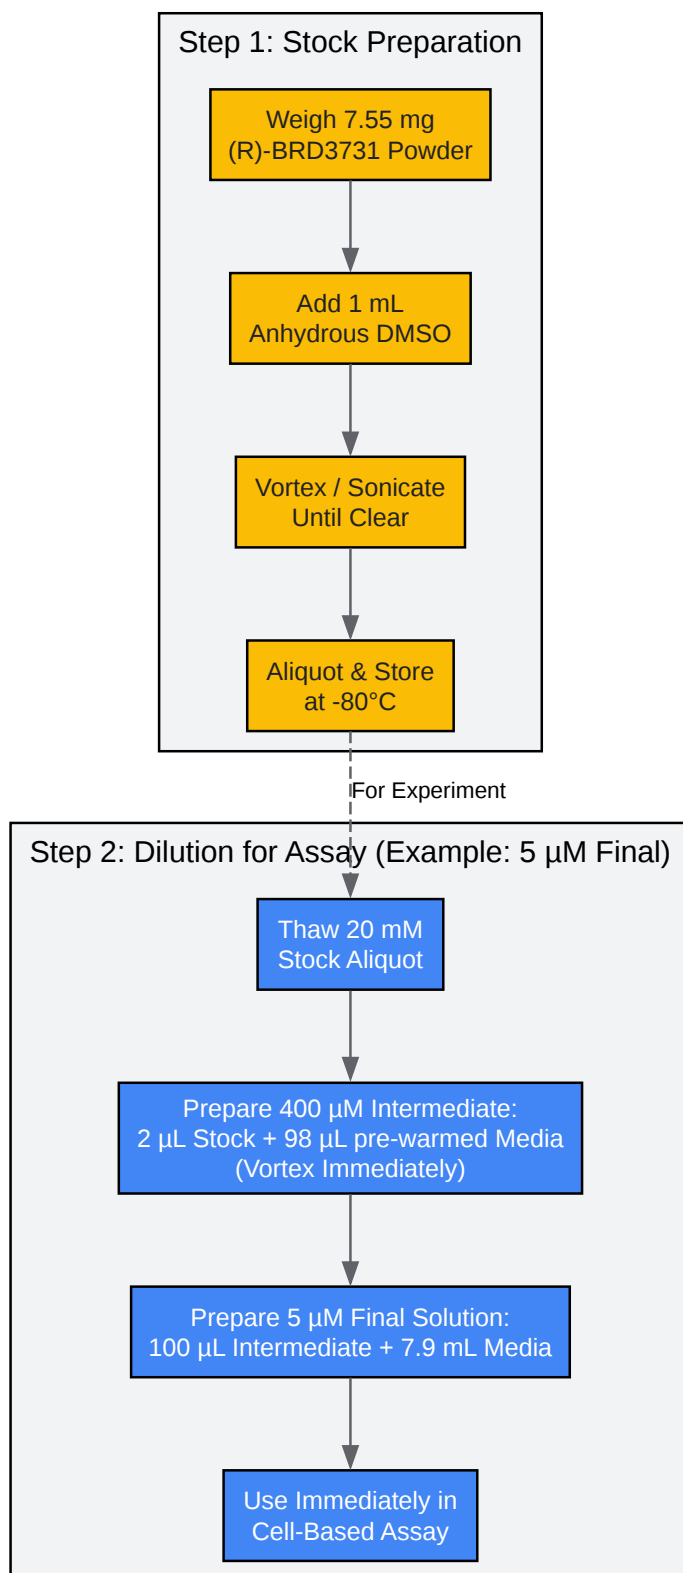 Step 1: Stock Preparation
Weigh 7.55 mg
(R)-BRD3731 Powder
Add 1 mL
Anhydrous DMSO
Vortex / Sonicate
Until Clear
Aliquot & Store
at -80°C
For Experiment
Step 2: Dilution for Assay (Example: 5 µM Final)
Thaw 20 mM
Stock Aliquot
Prepare 400 µM Intermediate:
2 µL Stock + 98 µL pre-warmed Media
(Vortex Immediately)
Prepare 5 µM Final Solution:
100 µL Intermediate + 7.9 mL Media
Use Immediately in
Cell-Based Assay